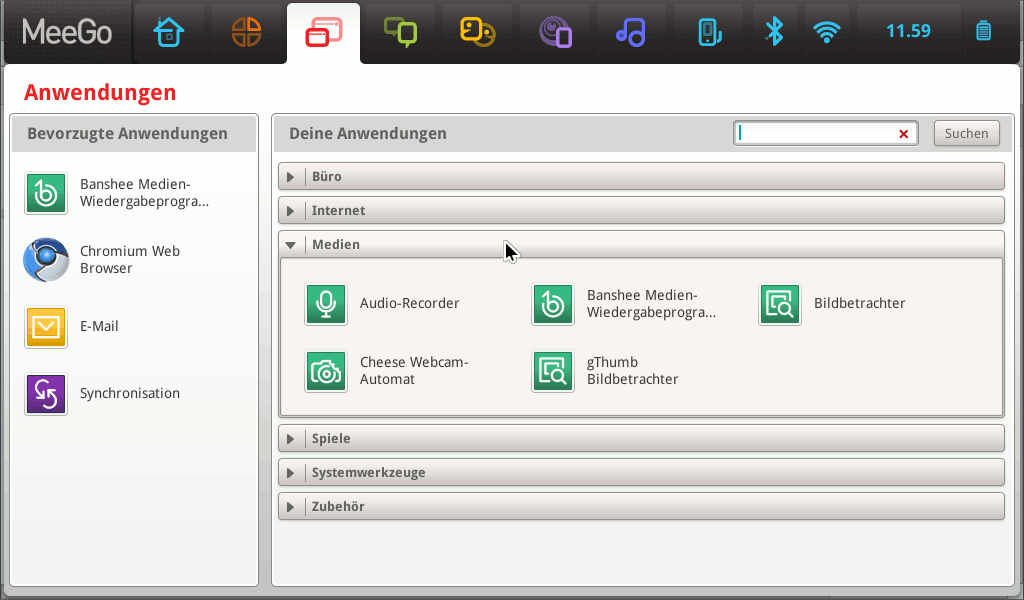 MeeGo
11.59
Anwendungen
Bevorzugte Anwendungen
Banshee Medien-
Wiedergabeprogra...
Chromium Web
Browser
E-Mail
Synchronisation
Deine Anwendungen
Suchen
Büro
Internet
Medien
Audio-Recorder
Banshee Medien-
Wiedergabeprogra...
Bildbetrachter
Cheese Webcam-
Automat
gThumb
Bildbetrachter
Spiele
Systemwerkzeuge
Zubehör